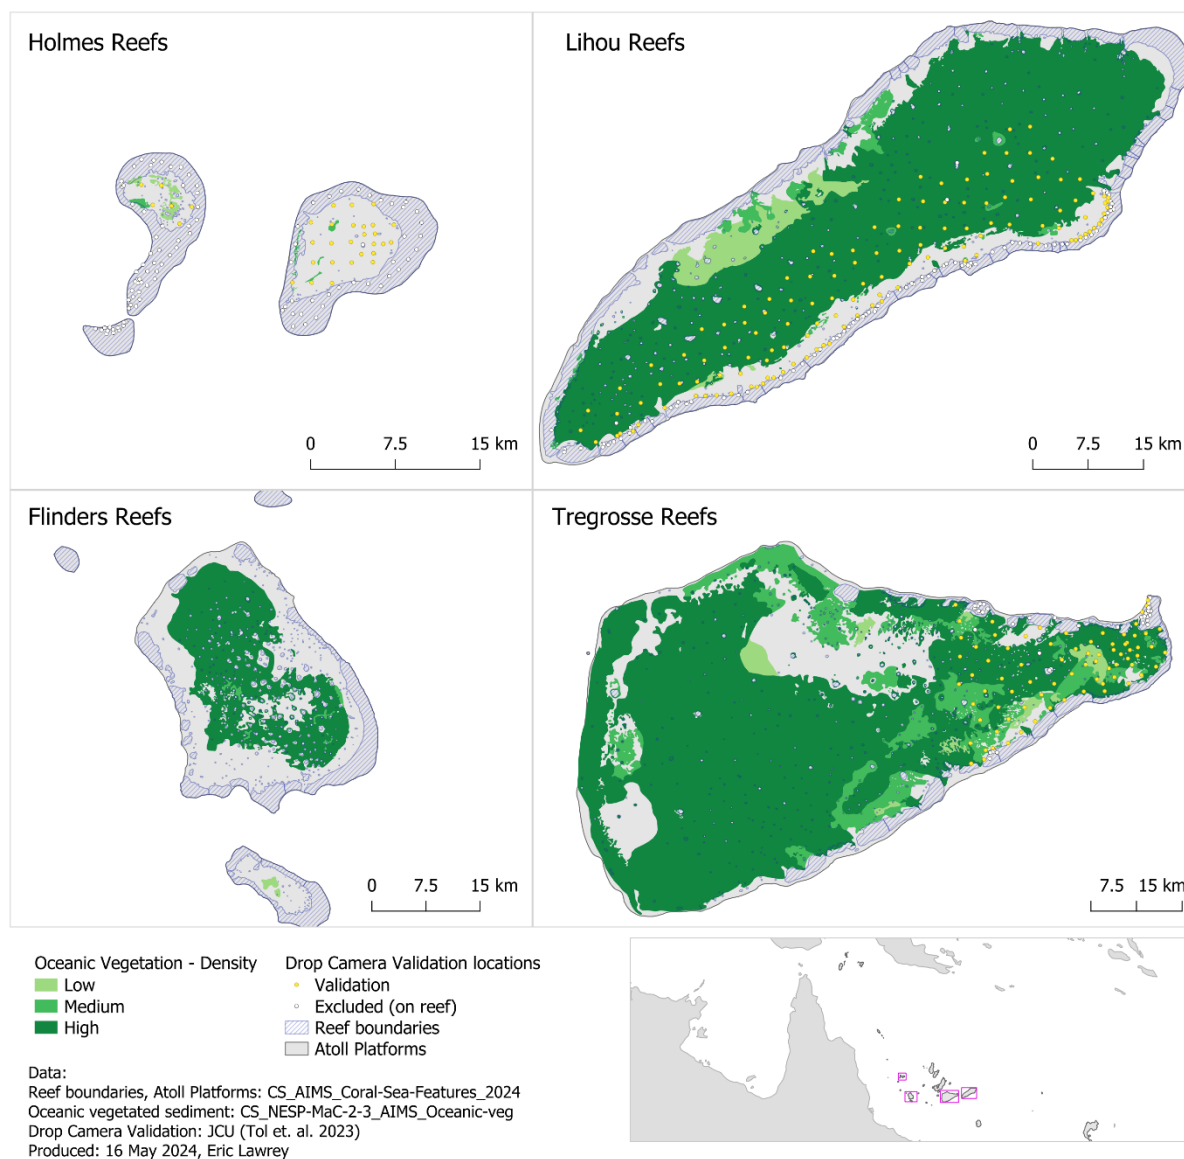 Holmes Reefs
Lihou Reefs
0 7.5 15 km
0 7.5 15 km
Flinders Reefs
Tregrosse Reefs
0 7.5 15 km
7.5 15 km
Oceanic Vegetation - Density
Low
Medium
High
Drop Camera Validation locations
Validation
Excluded (on reef)
Reef boundaries
Atoll Platforms
Data:
Reef boundaries, Atoll Platforms: CS_AIMS_Coral-Sea-Features_2024
Oceanic vegetated sediment: CS_NESP-MaC-2-3_AIMS_Oceanic-veg
Drop Camera Validation: JCU (Tol et. al. 2023)
Produced: 16 May 2024, Eric Lawrey